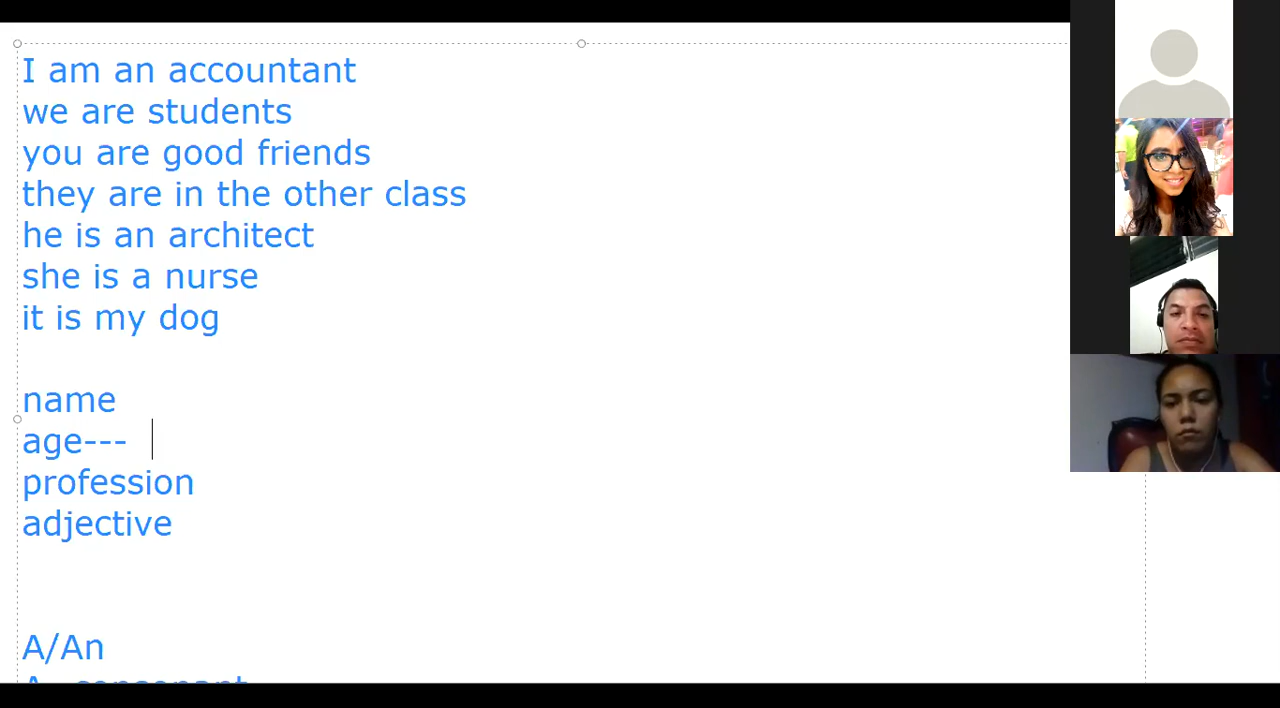 I am an accountant
we are students
you are good friends
they are in the other class
he is an architect
she is a nurse
it is my dog
name
age---
profession
adjective
A/An